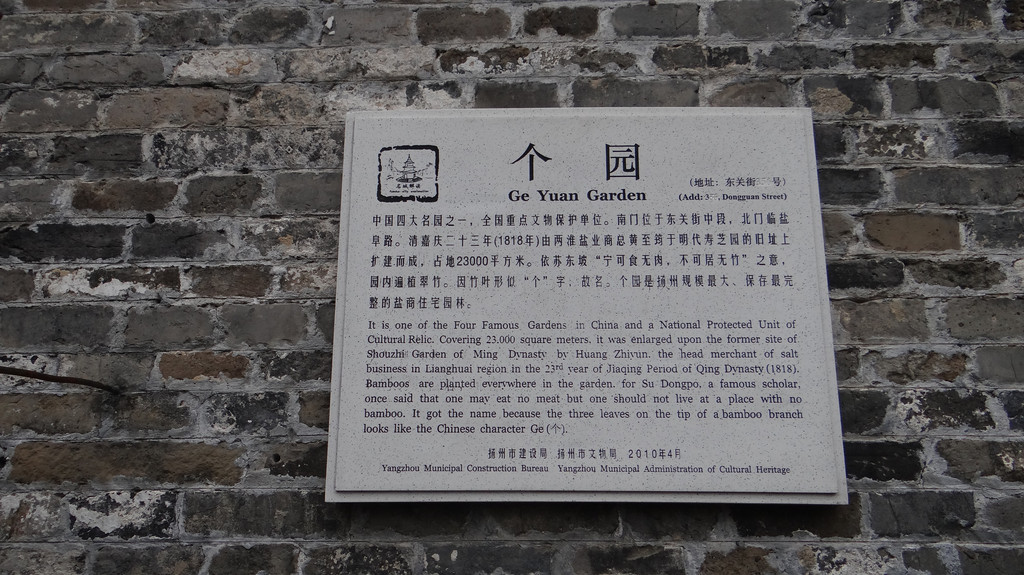 个 园
Ge Yuan Garden
(地址：东关街 号)
(Add: 3 , Dongguan Street)
中国四大名园之一，全国重点文物保护单位。南门位于东关街中段，北门临盐
阜路。清嘉庆二十三年(1818年)由两淮盐业商总黄至筠于明代寿芝园的旧址上
扩建而成，占地23000平方米。依苏东坡“宁可食无肉，不可居无竹”之意，
园内遍植翠竹。因竹叶形似“个”字，故名。个园是扬州规模最大、保存最完
整的盐商住宅园林。
It is one of the Four Famous Gardens in China and a National Protected Unit of
Cultural Relic. Covering 23,000 square meters, it was enlarged upon the former site of
Shouzhi Garden of Ming Dynasty by Huang Zhiyun, the head merchant of salt
business in Lianghuai region in the 23rd year of Jiaqing Period of Qing Dynasty (1818).
Bamboos are planted everywhere in the garden, for Su Dongpo, a famous scholar,
once said that one may eat no meat but one should not live at a place with no
bamboo. It got the name because the three leaves on the tip of a bamboo branch
looks like the Chinese character Ge (个).
扬州市建设局 扬州市文物局 2010年4月
Yangzhou Municipal Construction Bureau Yangzhou Municipal Administration of Cultural Heritage